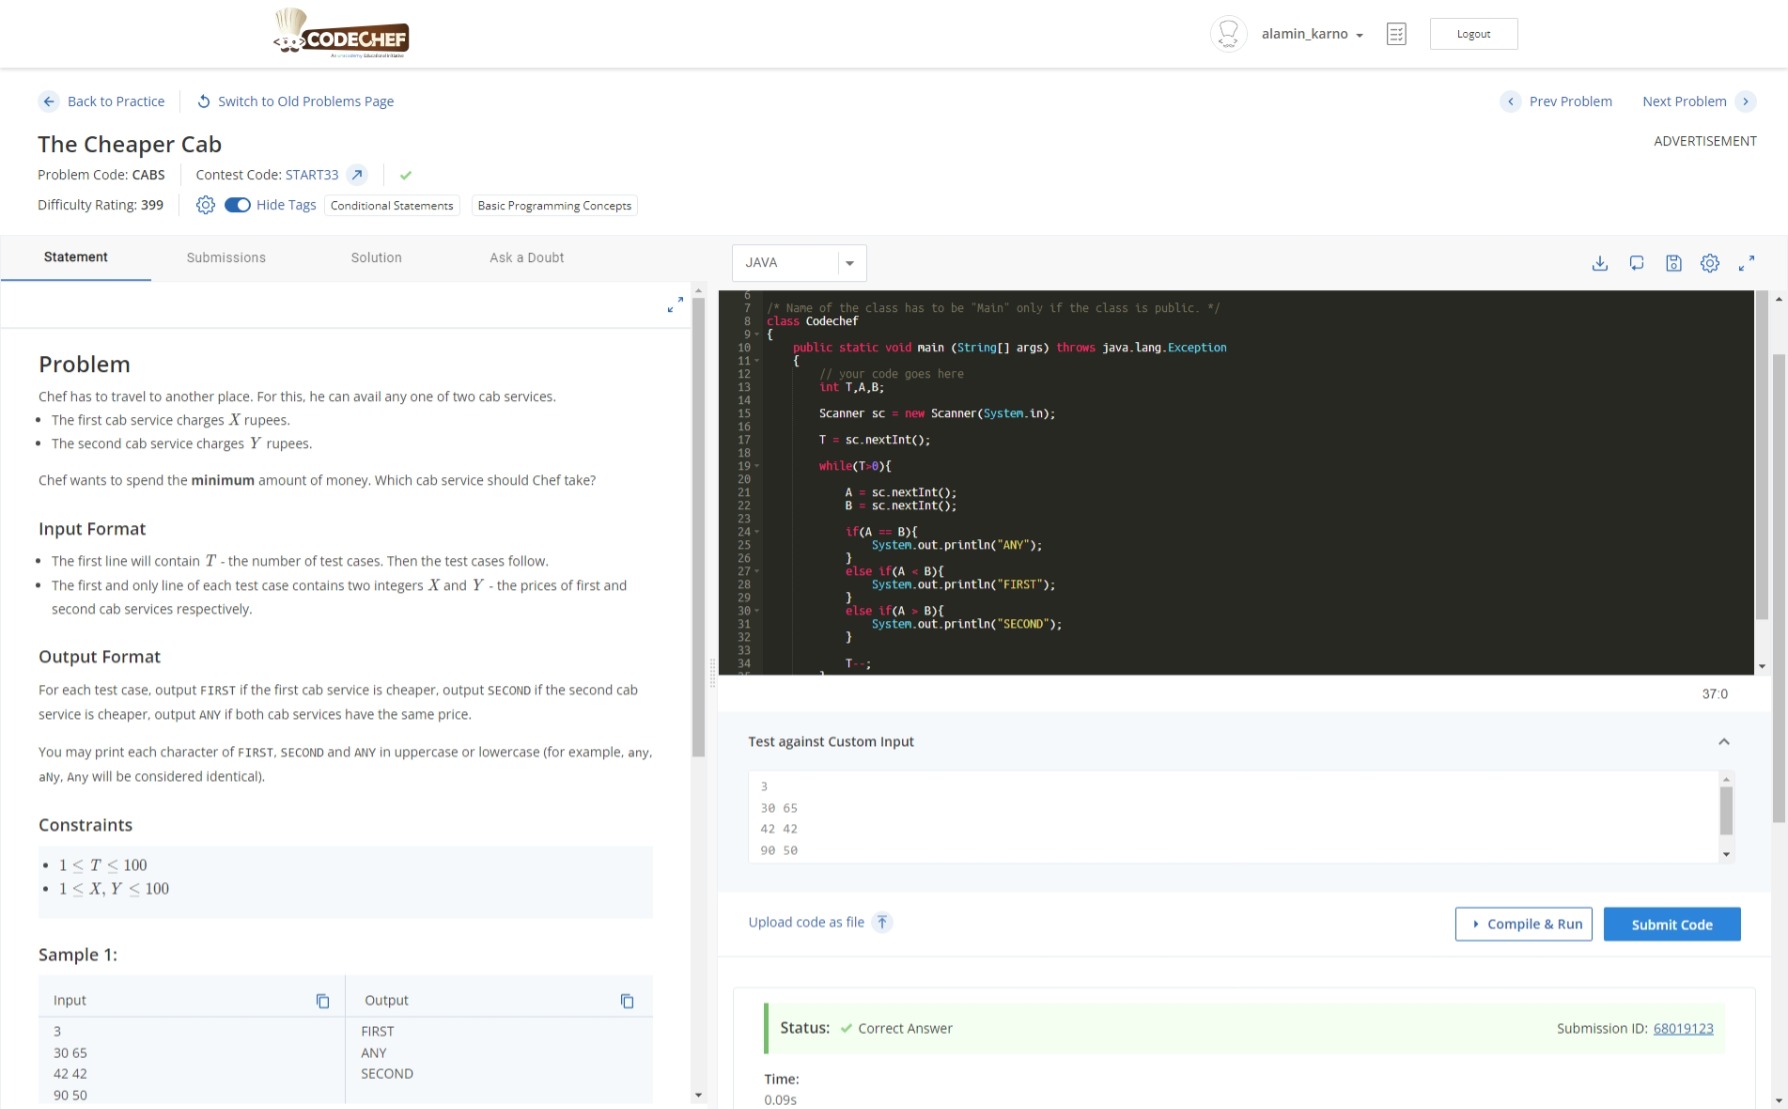 CODECHEF
alamin_karno
Logout
Back to Practice
Switch to Old Problems Page
Prev Problem
Next Problem
The Cheaper Cab
ADVERTISEMENT
Problem Code: CABS
Contest Code: START33
Difficulty Rating: 399
Hide Tags
Conditional Statements
Basic Programming Concepts
Statement
Submissions
Solution
Ask a Doubt
Problem
Chef has to travel to another place. For this, he can avail any one of two cab services.
• The first cab service charges X rupees.
• The second cab service charges Y rupees.
Chef wants to spend the minimum amount of money. Which cab service should Chef take?
Input Format
• The first line will contain T - the number of test cases. Then the test cases follow.
• The first and only line of each test case contains two integers X and Y - the prices of first and
second cab services respectively.
Output Format
For each test case, output FIRST if the first cab service is cheaper, output SECOND if the second cab
service is cheaper, output ANY if both cab services have the same price.
You may print each character of FIRST, SECOND and ANY in uppercase or lowercase (for example, any,
aNy, Any will be considered identical).
Constraints
• 1 ≤ T ≤ 100
• 1 ≤ X, Y ≤ 100
Sample 1:
Input
Output
3
30 65
42 42
90 50
FIRST
ANY
SECOND
JAVA
6
7 /* Name of the class has to be "Main" only if the class is public. */
8 class Codechef
9 {
10 public static void main (String[] args) throws java.lang.Exception
11 {
12 // your code goes here
13 int T,A,B;
14
15 Scanner sc = new Scanner(System.in);
16
17 T = sc.nextInt();
18
19 while(T>0){
20
21 A = sc.nextInt();
22 B = sc.nextInt();
23
24 if(A == B){
25 System.out.println("ANY");
26 }
27 else if(A < B){
28 System.out.println("FIRST");
29 }
30 else if(A > B){
31 System.out.println("SECOND");
32 }
33
34 T--;
37:0
Test against Custom Input
3
30 65
42 42
90 50
Upload code as file
Compile & Run
Submit Code
Status: Correct Answer
Submission ID: 68019123
Time:
0.09s